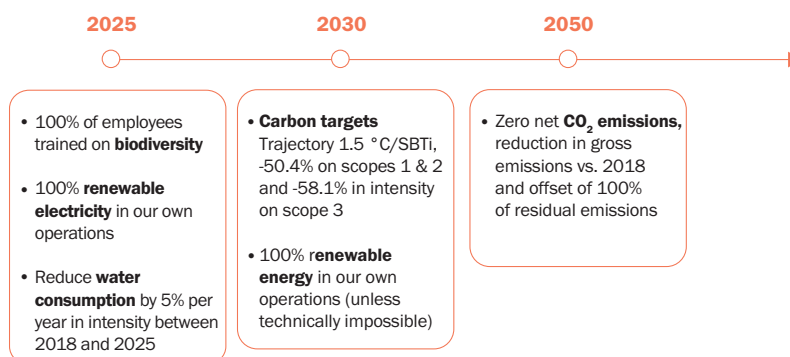 2025
2030
2050
• 100% of employees
trained on biodiversity
• 100% renewable
electricity in our own
operations
• Reduce water
consumption by 5% per
year in intensity between
2018 and 2025
• Carbon targets
Trajectory 1.5 °C/SBTi,
-50.4% on scopes 1 & 2
and -58.1% in intensity
on scope 3
• 100% renewable
energy in our own
operations (unless
technically impossible)
• Zero net CO₂ emissions,
reduction in gross
emissions vs. 2018
and offset of 100%
of residual emissions